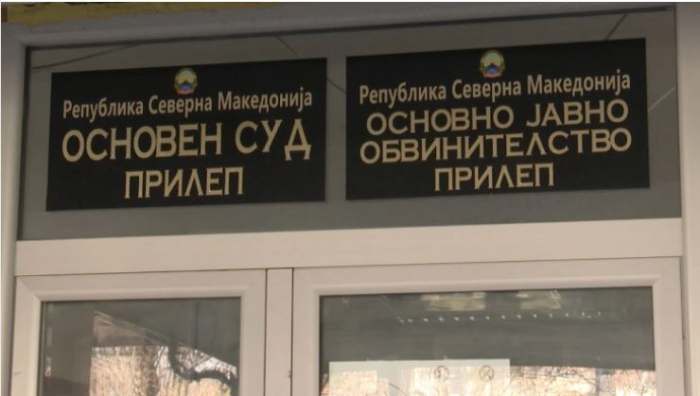 Република Северна Македонија
ОСНОВЕН СУД
ПРИЛЕП
Република Северна Македонија
ОСНОВНО ЈАВНО
ОБВИНИТЕЛСТВО
ПРИЛЕП